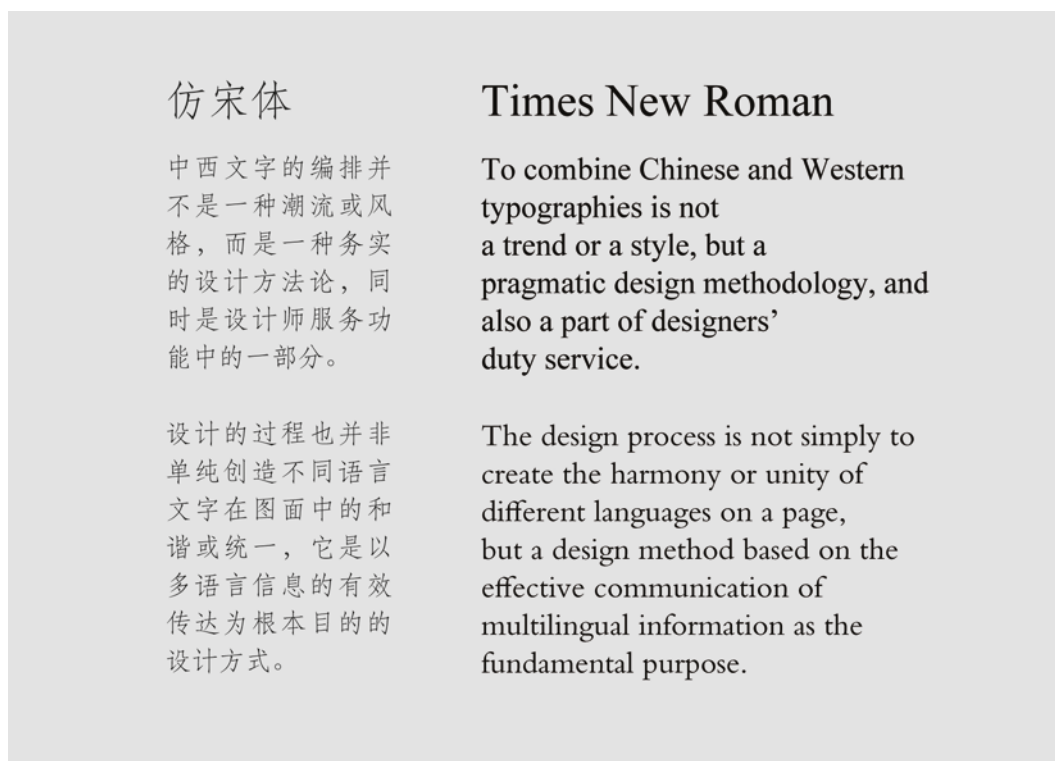 仿宋体
中西文字的编排并
不是一种潮流或风
格，而是一种务实
的设计方法论，同
时是设计师服务功
能中的一部分。
设计的过程也并非
单纯创造不同语言
文字在图面中的和
谐或统一，它是以
多语言信息的有效
传达为根本目的的
设计方式。
Times New Roman
To combine Chinese and Western
typographies is not
a trend or a style, but a
pragmatic design methodology, and
also a part of designers’
duty service.
The design process is not simply to
create the harmony or unity of
different languages on a page,
but a design method based on the
effective communication of
multilingual information as the
fundamental purpose.